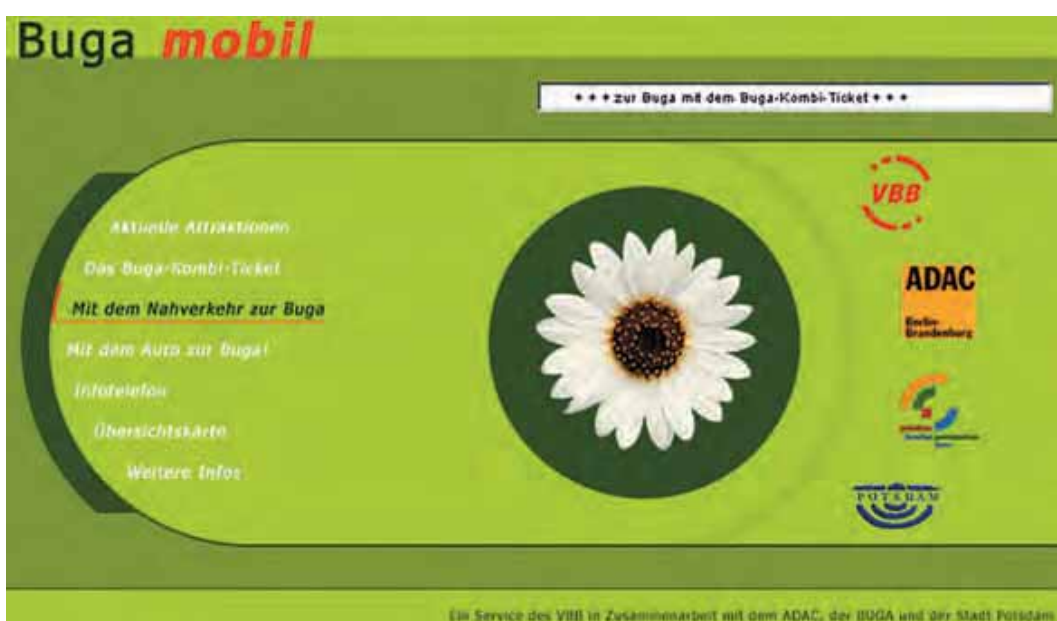 Buga mobil
+ + + zur Buga mit dem Buga-Kombi-Ticket + + +
Aktuelle Attraktionen
Das Buga-Kombi-Ticket
Mit dem Nahverkehr zur Buga
Mit dem Auto zur Buga!
Infotelefon
Übersichtskarte
Weitere Infos
VBB
ADAC
Berlin-
Brandenburg
POTSDAM
Ein Service des VBB in Zusammenarbeit mit dem ADAC, der BUGA und der Stadt Potsdam